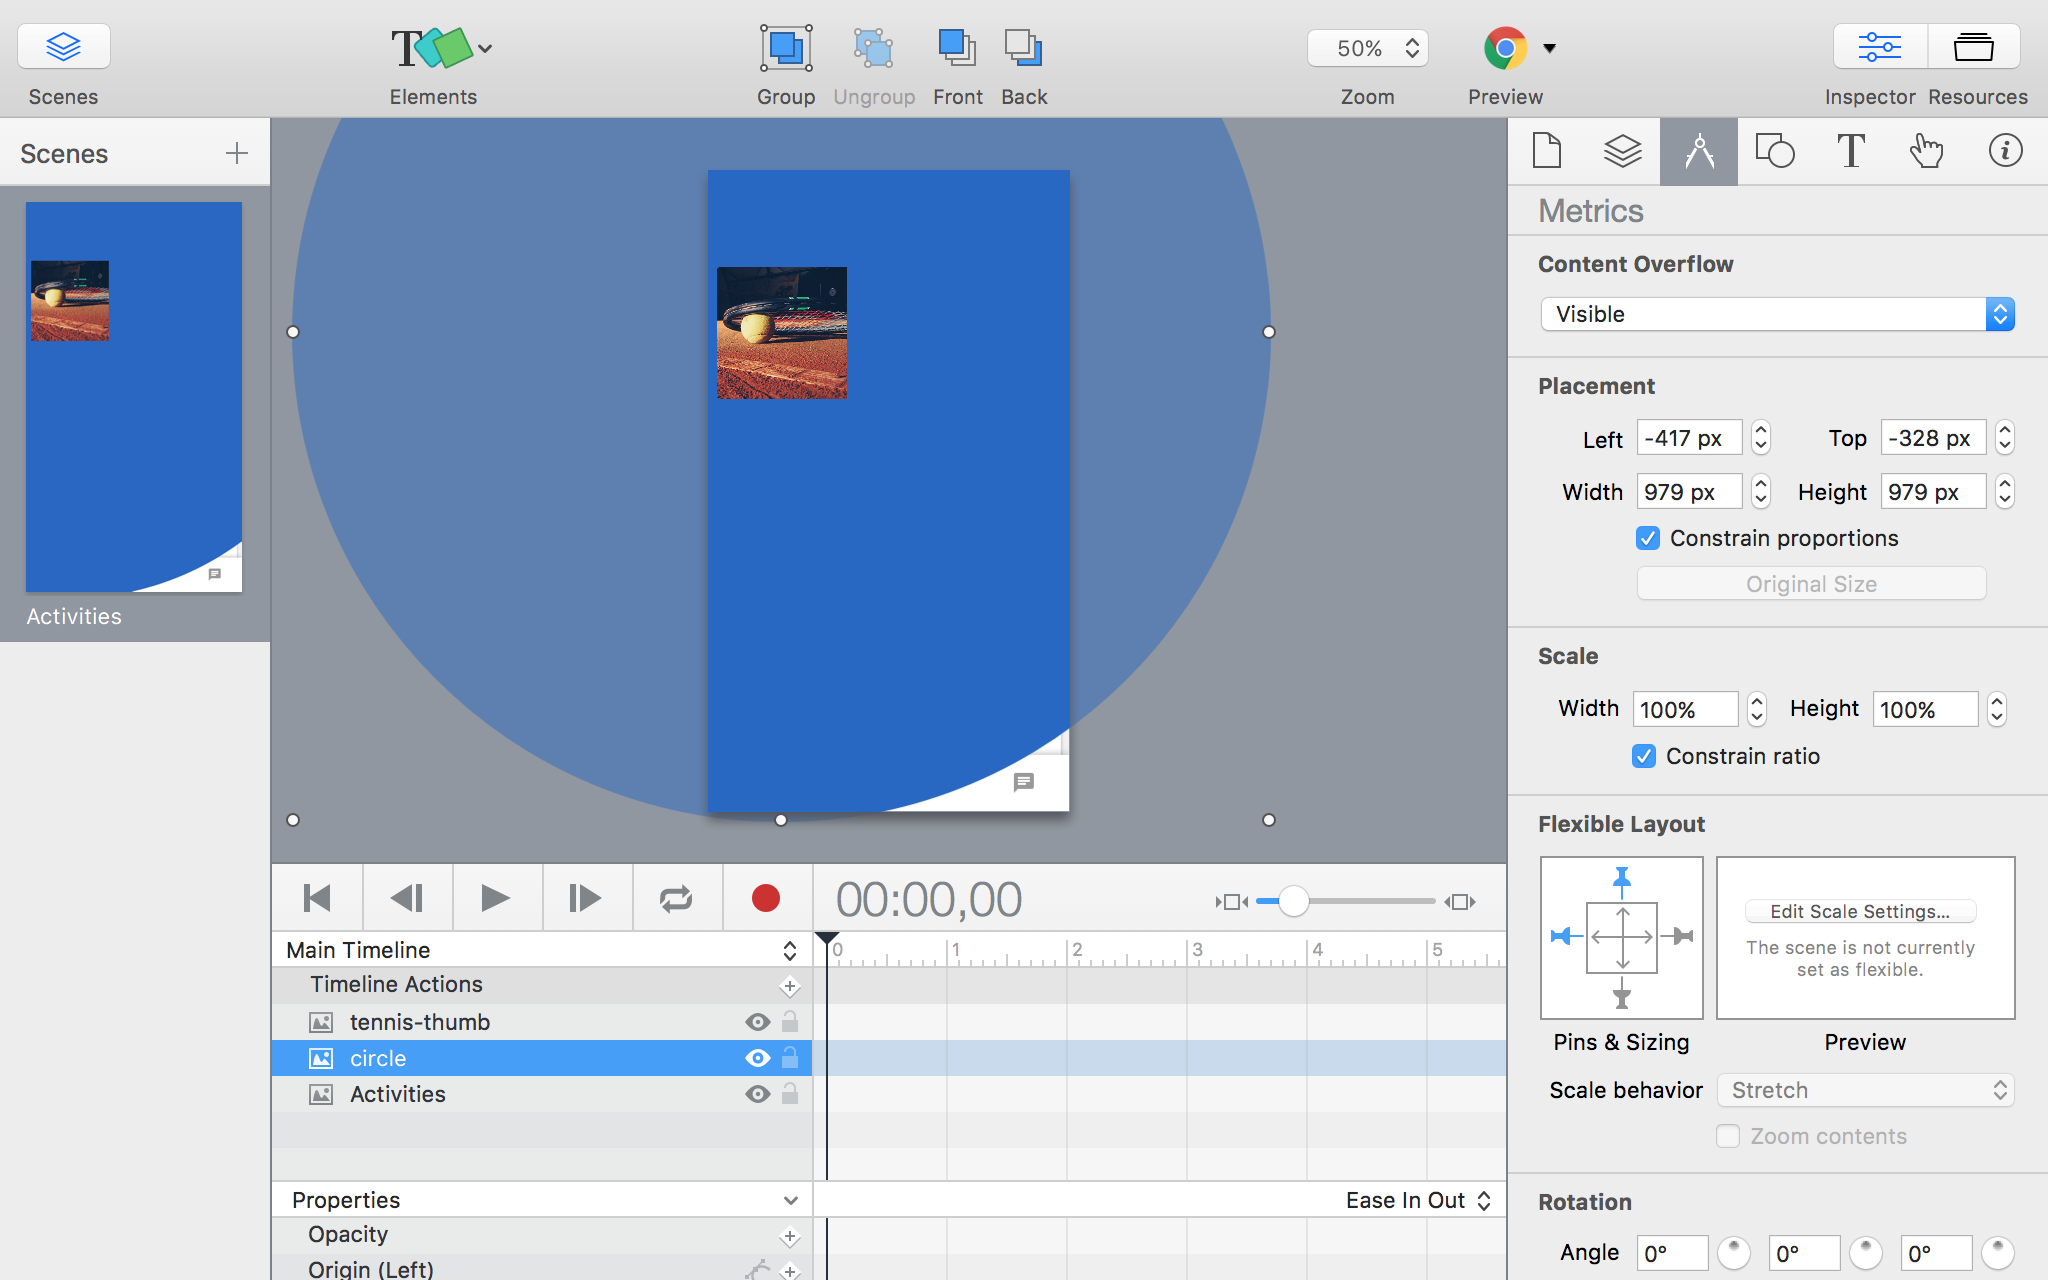 Scenes
T
Elements
Group
Ungroup
Front
Back
50%
Zoom
Preview
Inspector
Resources
Scenes
Activities
T
Metrics
Content Overflow
Visible
Placement
Left -417 px Top -328 px
Width 979 px Height 979 px
Constrain proportions
Original Size
Scale
Width 100% Height 100%
Constrain ratio
Flexible Layout
Edit Scale Settings...
The scene is not currently
set as flexible.
Pins & Sizing Preview
Scale behavior Stretch
Zoom contents
Rotation
Angle 0° 0° 0°
00:00,00
Main Timeline 0 1 2 3 4 5
Timeline Actions
tennis-thumb
circle
Activities
Properties Ease In Out
Opacity
Origin (Left)